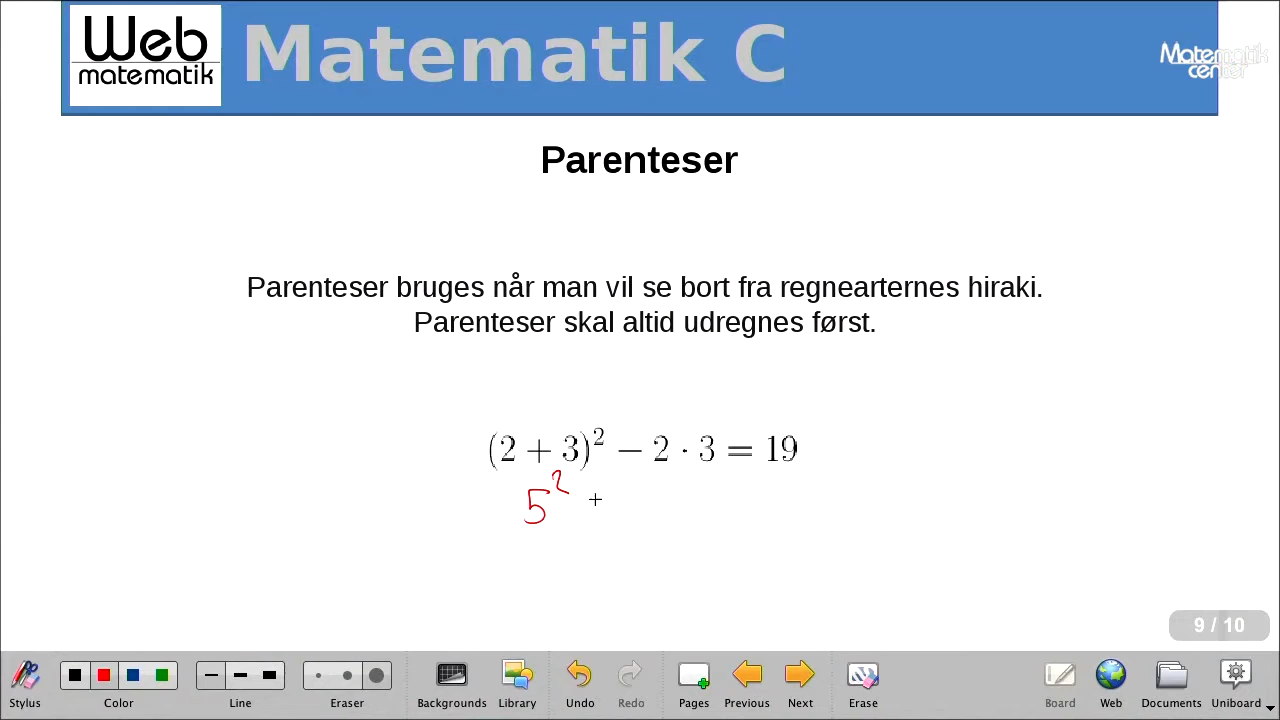 Web
matematik
Matematik C
Matematik
center
Parenteser
Parenteser bruges når man vil se bort fra regnearternes hiraki.
Parenteser skal altid udregnes først.
(2 + 3)² − 2 · 3 = 19
5²
9 / 10
Stylus Color Line Eraser Backgrounds Library Undo Redo Pages Previous Next Erase Board Web Documents Uniboard